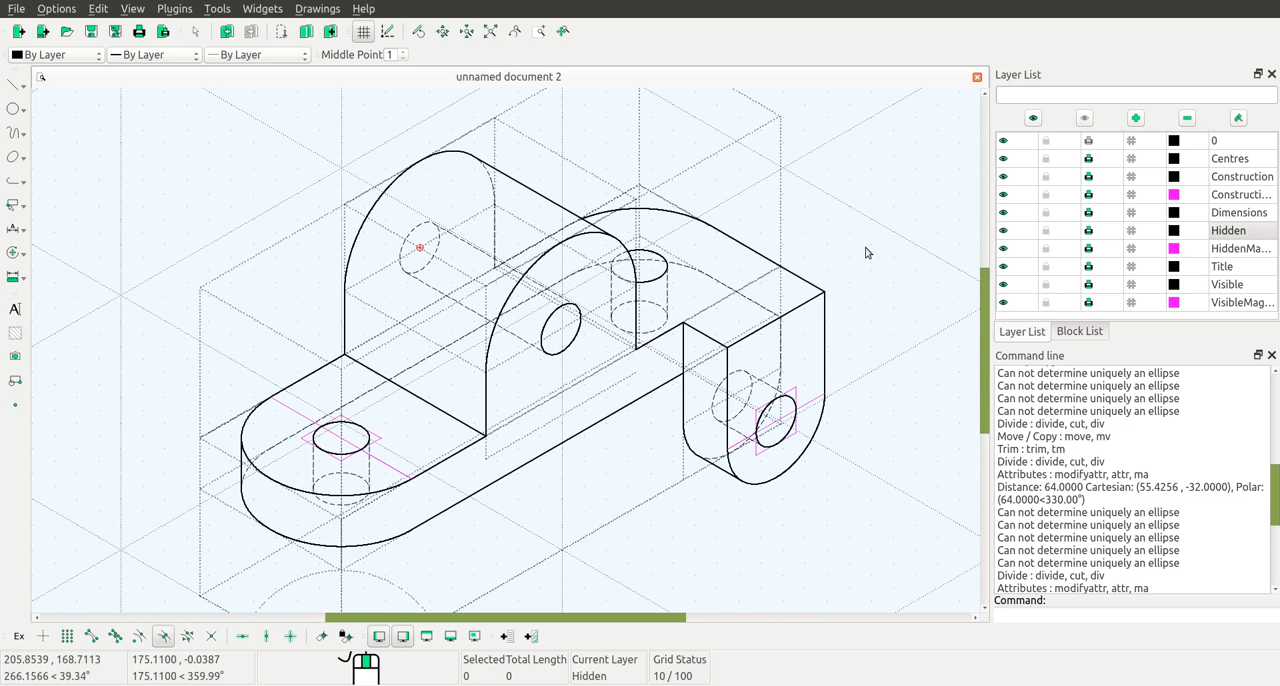 File Options Edit View Plugins Tools Widgets Drawings Help
By Layer By Layer By Layer Middle Point 1
unnamed document 2
Layer List
0
Centres
Construction
Constructi...
Dimensions
Hidden
HiddenMa...
Title
Visible
VisibleMag...
Layer List Block List
Command line
Can not determine uniquely an ellipse
Can not determine uniquely an ellipse
Can not determine uniquely an ellipse
Can not determine uniquely an ellipse
Divide : divide, cut, div
Move / Copy : move, mv
Trim : trim, tm
Divide : divide, cut, div
Attributes : modifyattr, attr, ma
Distance: 64.0000 Cartesian: (55.4256 , -32.0000), Polar:
(64.0000<330.00°)
Can not determine uniquely an ellipse
Can not determine uniquely an ellipse
Can not determine uniquely an ellipse
Can not determine uniquely an ellipse
Can not determine uniquely an ellipse
Divide : divide, cut, div
Attributes : modifyattr, attr, ma
Command:
Ex
205.8539 , 168.7113 175.1100 , -0.0387 Selected Total Length Current Layer Grid Status
266.1566 < 39.34° 175.1100 < 359.99° 0 0 Hidden 10 / 100